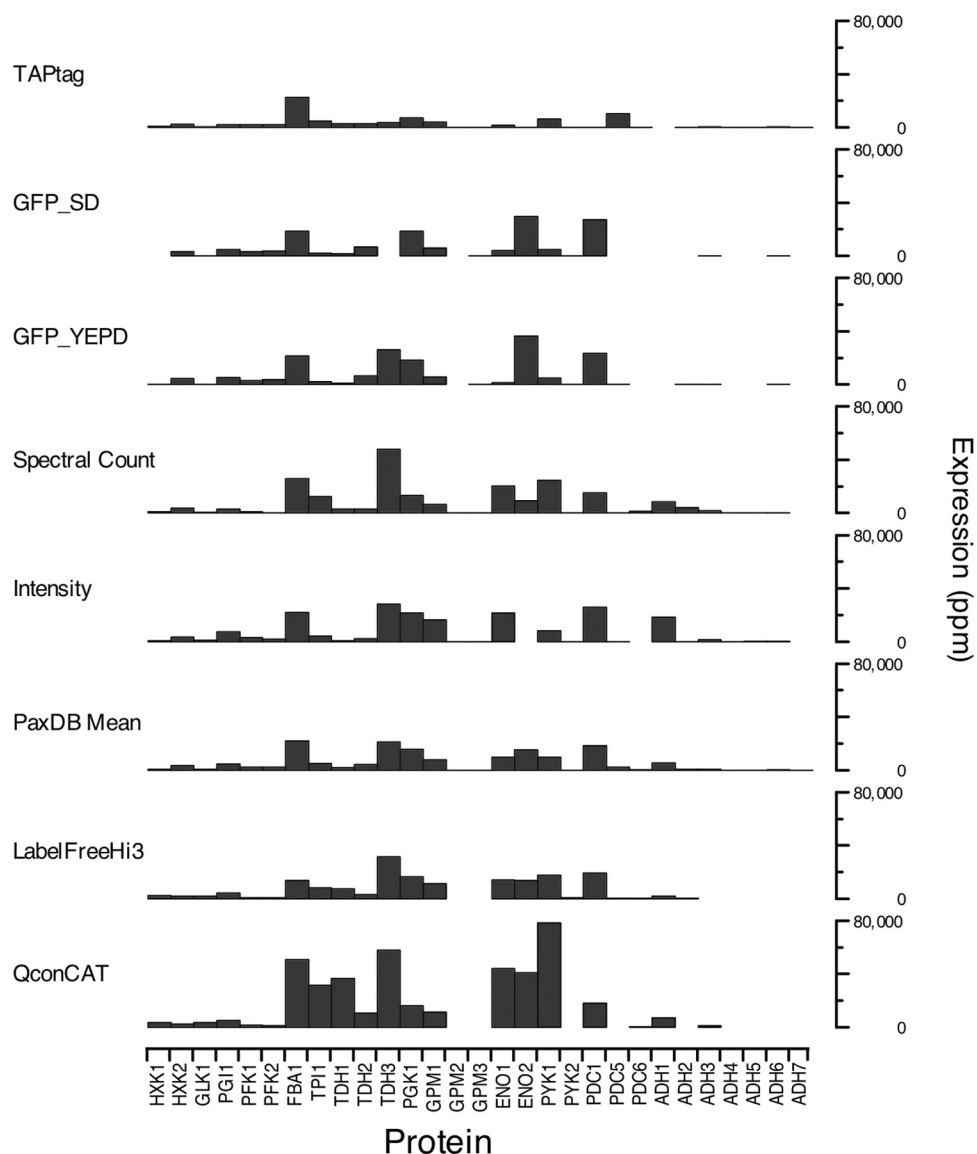 80,000
TAPtag
0
80,000
GFP_SD
0
80,000
GFP_YEPD
0
80,000
Spectral Count
0
80,000
Intensity
0
80,000
PaxDB Mean
0
80,000
LabelFreeHi3
0
80,000
QconCAT
0
Expression (ppm)
HXK1 HXK2 GLK1 PGI1 PFK1 PFK2 FBA1 TPI1 TDH1 TDH2 TDH3 PGK1 GPM1 GPM2 GPM3 ENO1 ENO2 PYK1 PYK2 PDC1 PDC5 PDC6 ADH1 ADH2 ADH3 ADH4 ADH5 ADH6 ADH7
Protein